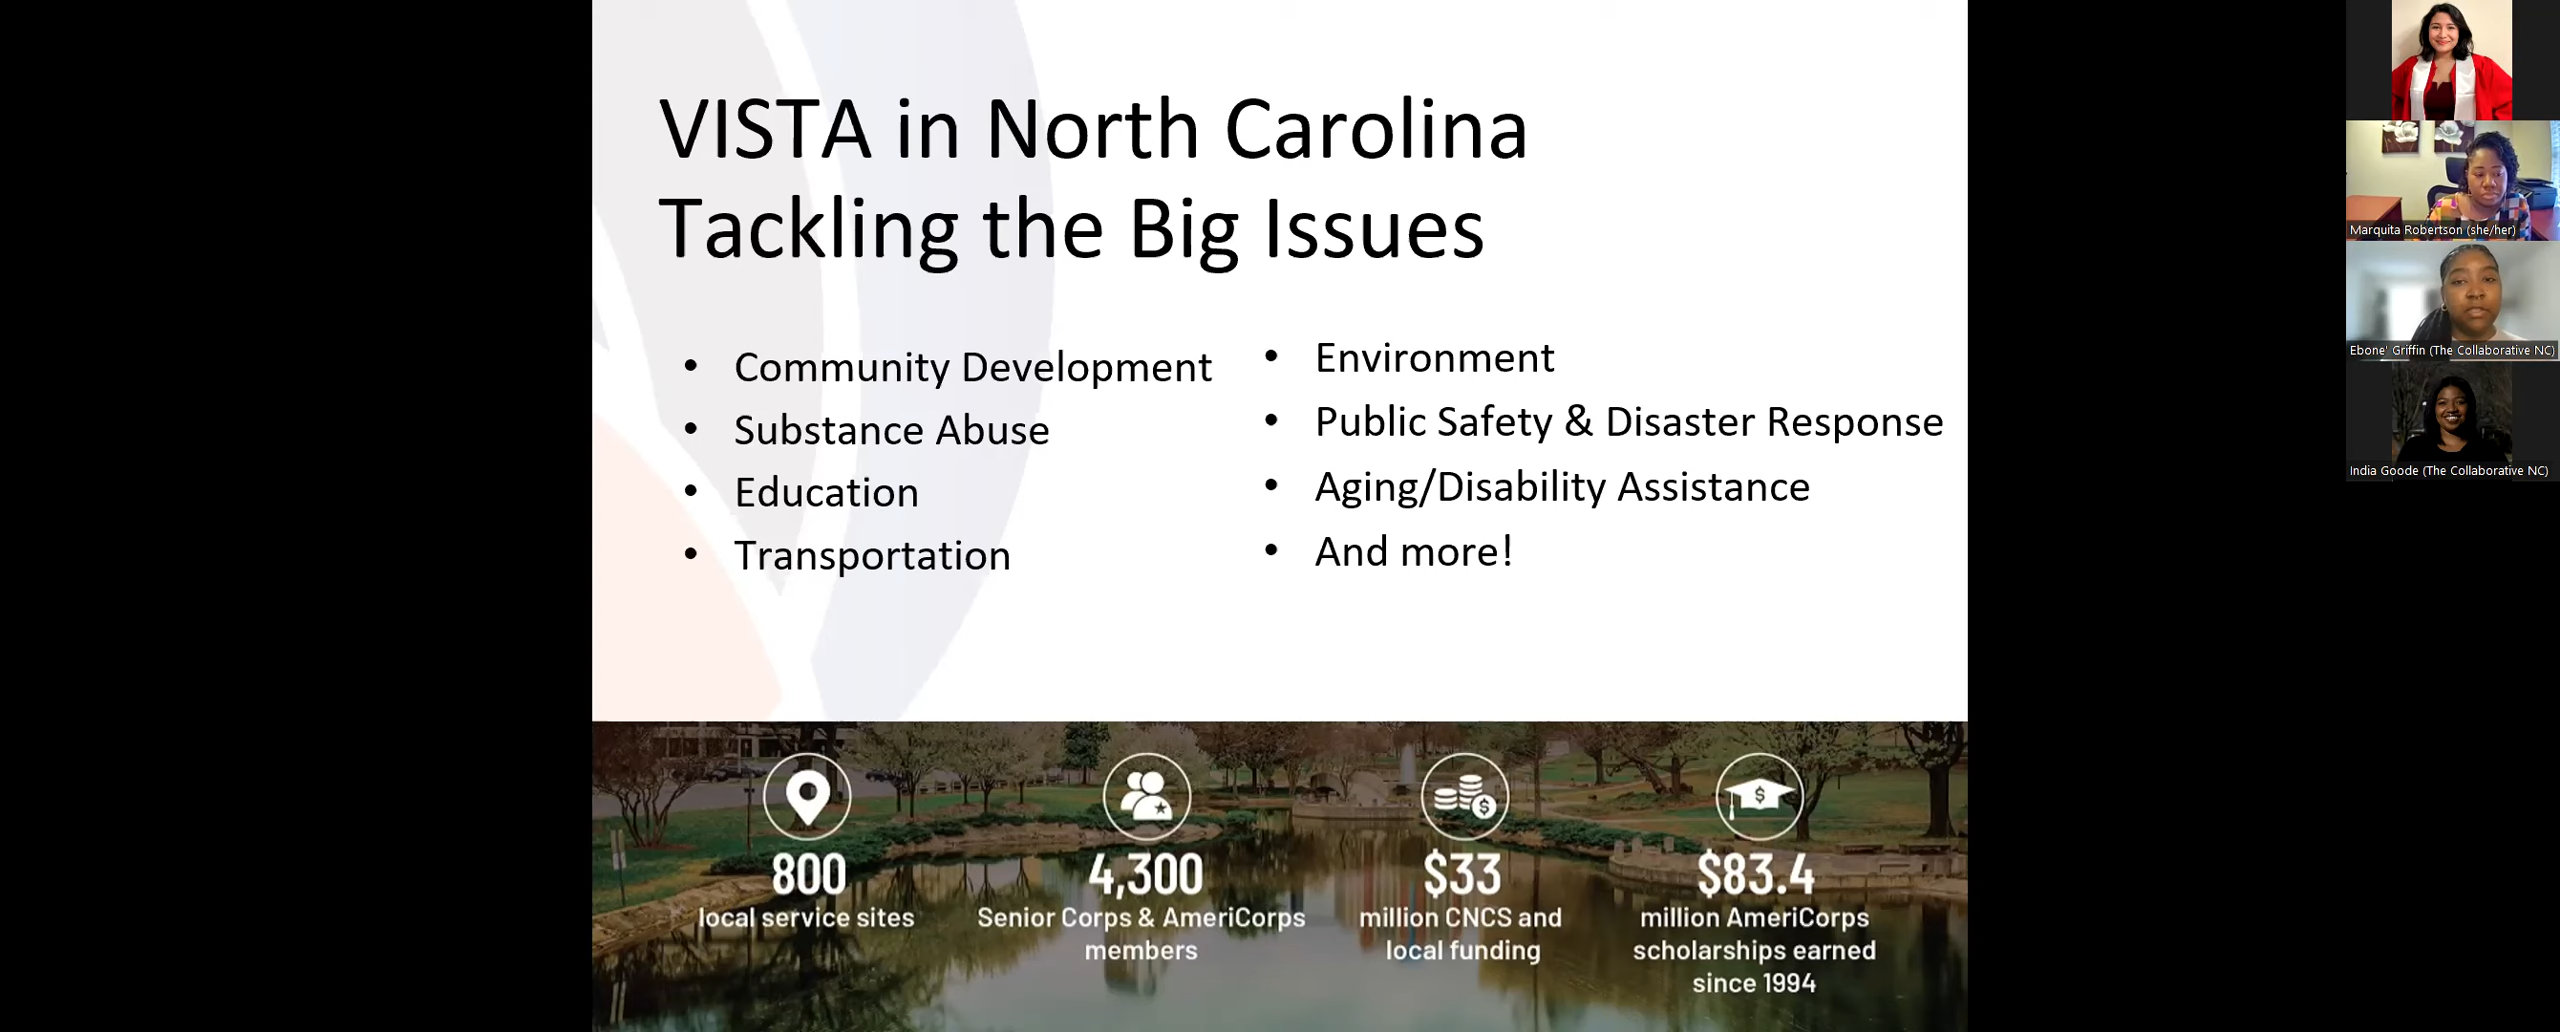 VISTA in North Carolina
Tackling the Big Issues
• Community Development
• Substance Abuse
• Education
• Transportation
• Environment
• Public Safety & Disaster Response
• Aging/Disability Assistance
• And more!
800
local service sites
4,300
Senior Corps & AmeriCorps
members
$33
million CNCS and
local funding
$83.4
million AmeriCorps
scholarships earned
since 1994
Marquita Robertson (she/her)
Ebone' Griffin (The Collaborative NC)
India Goode (The Collaborative NC)